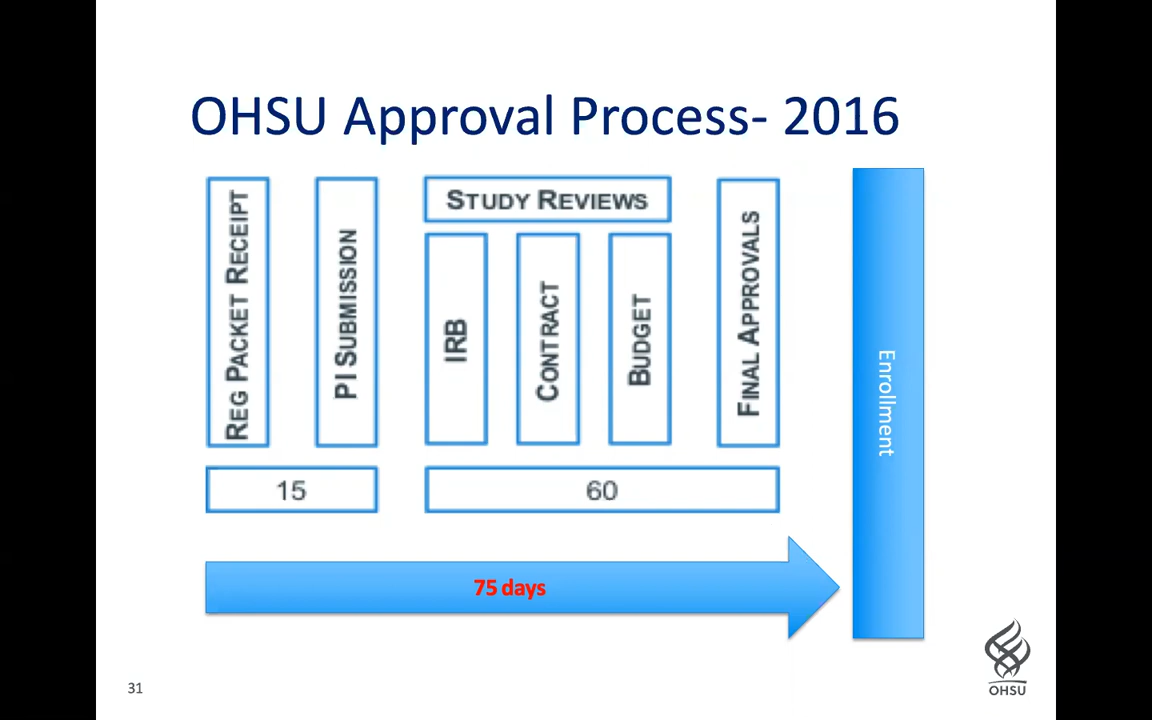 OHSU Approval Process- 2016
REG PACKET RECEIPT
PI SUBMISSION
STUDY REVIEWS
IRB
CONTRACT
BUDGET
FINAL APPROVALS
Enrollment
15
60
75 days
31
OHSU